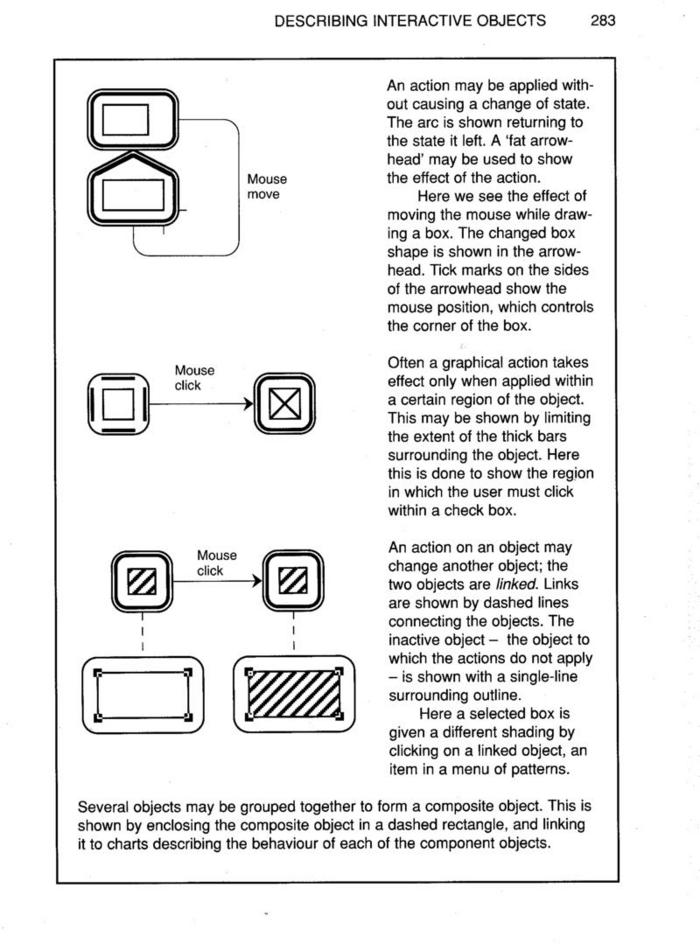 DESCRIBING INTERACTIVE OBJECTS 283
An action may be applied with-
out causing a change of state.
The arc is shown returning to
the state it left. A ‘fat arrow-
head’ may be used to show
the effect of the action.
Here we see the effect of
moving the mouse while draw-
ing a box. The changed box
shape is shown in the arrow-
head. Tick marks on the sides
of the arrowhead show the
mouse position, which controls
the corner of the box.
Mouse
move
Often a graphical action takes
effect only when applied within
a certain region of the object.
This may be shown by limiting
the extent of the thick bars
surrounding the object. Here
this is done to show the region
in which the user must click
within a check box.
Mouse
click
An action on an object may
change another object; the
two objects are linked. Links
are shown by dashed lines
connecting the objects. The
inactive object – the object to
which the actions do not apply
– is shown with a single-line
surrounding outline.
Here a selected box is
given a different shading by
clicking on a linked object, an
item in a menu of patterns.
Mouse
click
Several objects may be grouped together to form a composite object. This is
shown by enclosing the composite object in a dashed rectangle, and linking
it to charts describing the behaviour of each of the component objects.